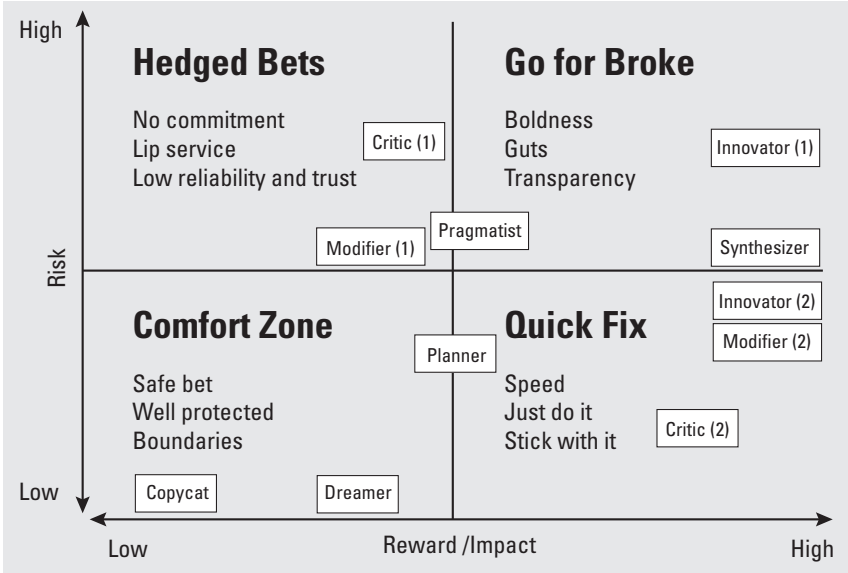 High
Hedged Bets
No commitment
Lip service
Low reliability and trust
Critic (1)
Modifier (1)
Go for Broke
Boldness
Guts
Transparency
Innovator (1)
Pragmatist
Synthesizer
Risk
Comfort Zone
Safe bet
Well protected
Boundaries
Copycat
Dreamer
Planner
Quick Fix
Speed
Just do it
Stick with it
Innovator (2)
Modifier (2)
Critic (2)
Low
Low
Reward /Impact
High